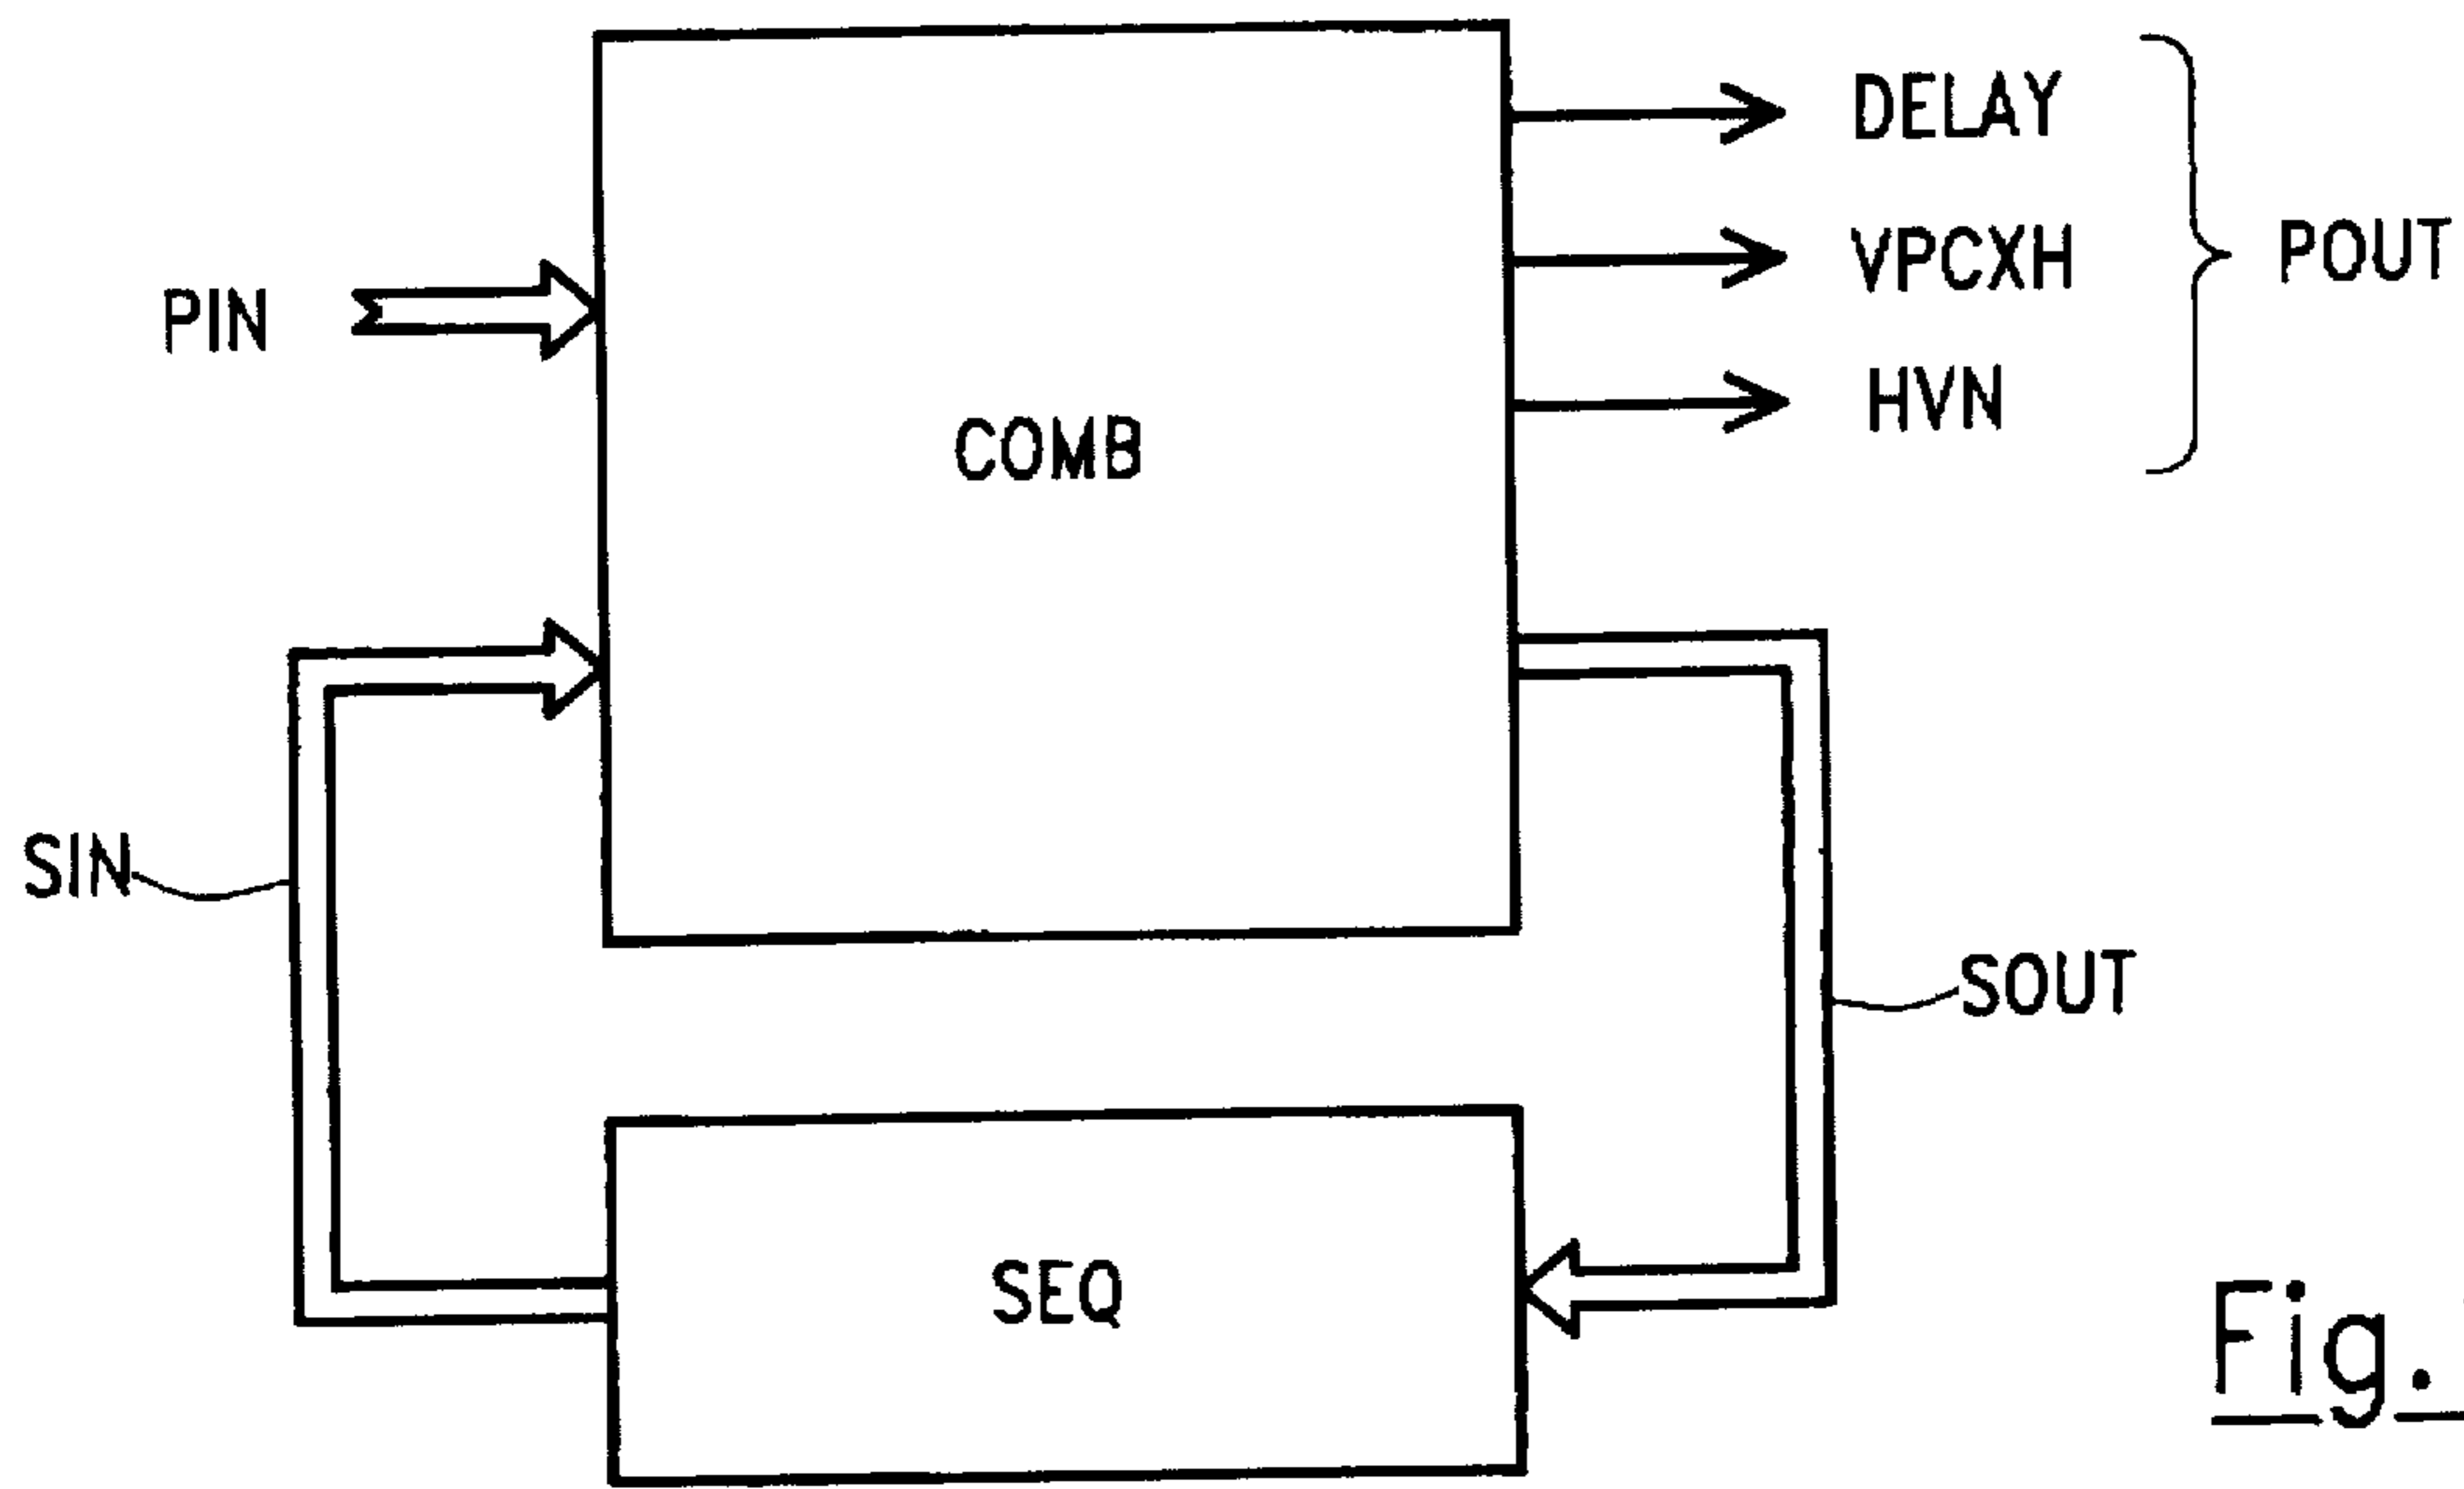 DELAY
VPCXH
POUT
PIN
HVN
COMB
SIN
SOUT
SEQ
Fig.